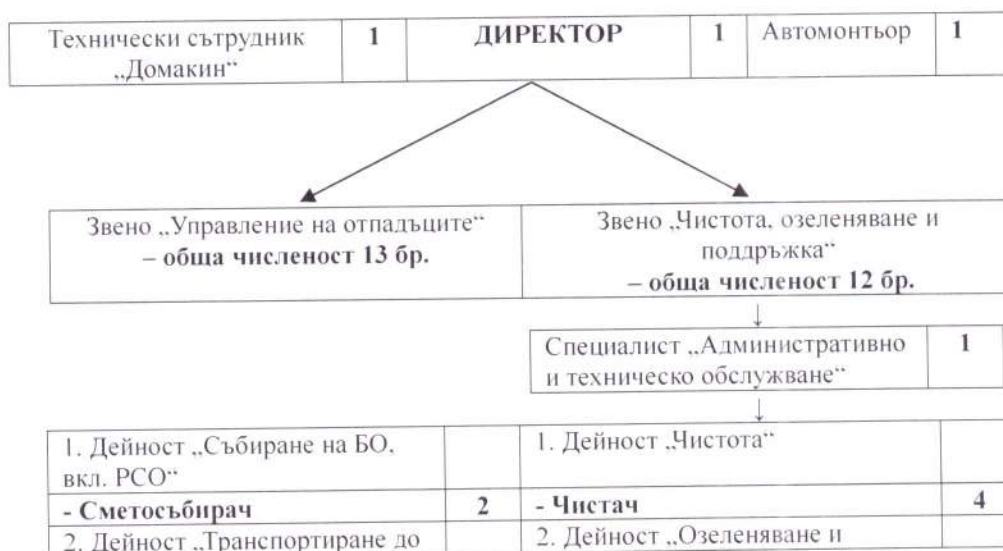 Технически сътрудник
„Домакин“
1
ДИРЕКТОР
1
Автомонтьор
1
Звено „Управление на отпадъците“
– обща численост 13 бр.
Звено „Чистота, озеленяване и
поддръжка“
– обща численост 12 бр.
↓
Специалист „Административно
и техническо обслужване“
1
↓
1. Дейност „Събиране на БО,
вкл. РСО“
1. Дейност „Чистота“
- Сметосъбирач
2
- Чистач
4
2. Дейност „Транспортиране до
2. Дейност „Озеленяване и